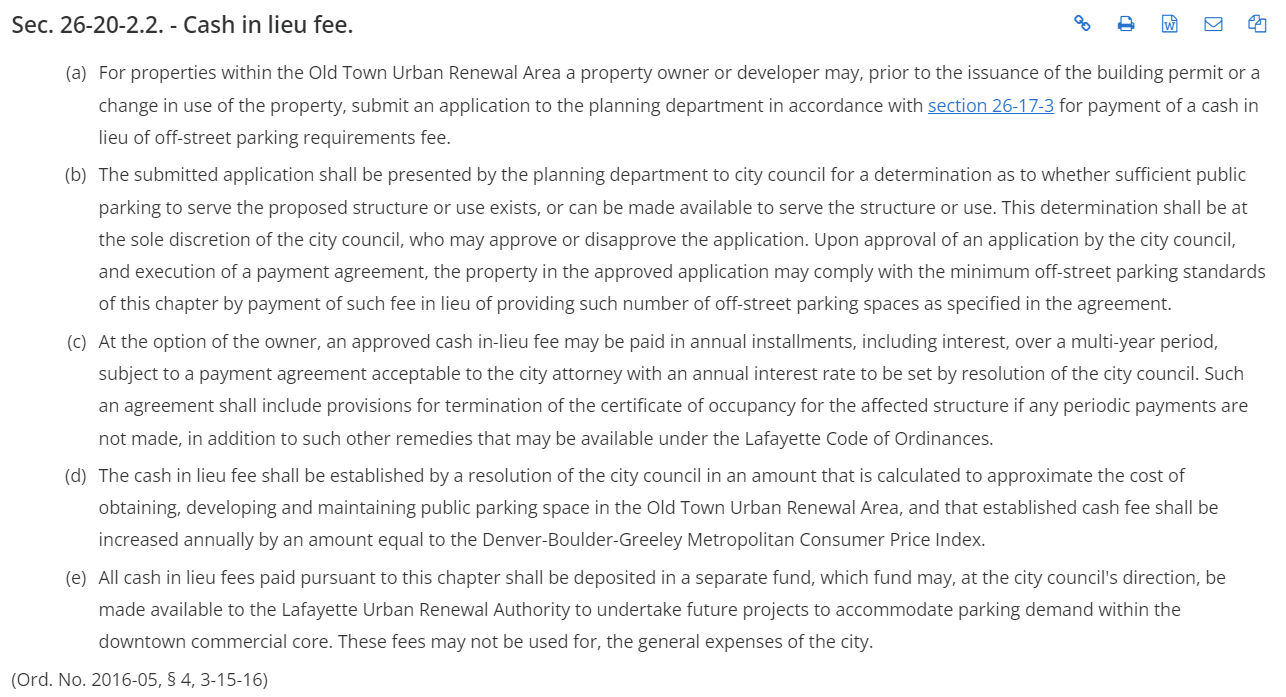 Sec. 26-20-2.2. - Cash in lieu fee.
(a) For properties within the Old Town Urban Renewal Area a property owner or developer may, prior to the issuance of the building permit or a
change in use of the property, submit an application to the planning department in accordance with section 26-17-3 for payment of a cash in
lieu of off-street parking requirements fee.
(b) The submitted application shall be presented by the planning department to city council for a determination as to whether sufficient public
parking to serve the proposed structure or use exists, or can be made available to serve the structure or use. This determination shall be at
the sole discretion of the city council, who may approve or disapprove the application. Upon approval of an application by the city council,
and execution of a payment agreement, the property in the approved application may comply with the minimum off-street parking standards
of this chapter by payment of such fee in lieu of providing such number of off-street parking spaces as specified in the agreement.
(c) At the option of the owner, an approved cash in-lieu fee may be paid in annual installments, including interest, over a multi-year period,
subject to a payment agreement acceptable to the city attorney with an annual interest rate to be set by resolution of the city council. Such
an agreement shall include provisions for termination of the certificate of occupancy for the affected structure if any periodic payments are
not made, in addition to such other remedies that may be available under the Lafayette Code of Ordinances.
(d) The cash in lieu fee shall be established by a resolution of the city council in an amount that is calculated to approximate the cost of
obtaining, developing and maintaining public parking space in the Old Town Urban Renewal Area, and that established cash fee shall be
increased annually by an amount equal to the Denver-Boulder-Greeley Metropolitan Consumer Price Index.
(e) All cash in lieu fees paid pursuant to this chapter shall be deposited in a separate fund, which fund may, at the city council's direction, be
made available to the Lafayette Urban Renewal Authority to undertake future projects to accommodate parking demand within the
downtown commercial core. These fees may not be used for, the general expenses of the city.
(Ord. No. 2016-05, § 4, 3-15-16)